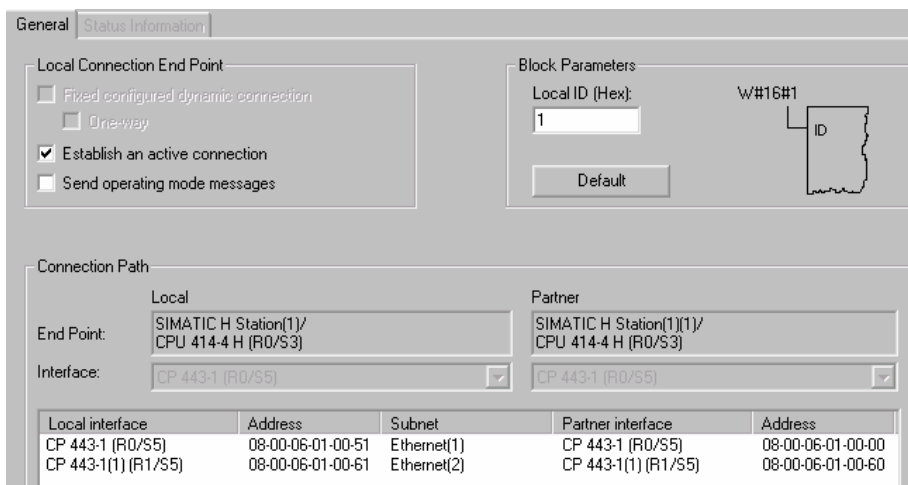 General Status Information
Local Connection End Point
Fixed configured dynamic connection
One-way
Establish an active connection
Send operating mode messages
Block Parameters
Local ID (Hex): W#16#1
1
ID
Default
Connection Path
Local Partner
End Point: SIMATIC H Station(1)/ SIMATIC H Station(1)(1)/
CPU 414-4 H (R0/S3) CPU 414-4 H (R0/S3)
Interface: CP 443-1 (R0/S5) CP 443-1 (R0/S5)
Local interface Address Subnet Partner interface Address
CP 443-1 (R0/S5) 08-00-06-01-00-51 Ethernet(1) CP 443-1 (R0/S5) 08-00-06-01-00-00
CP 443-1(1) (R1/S5) 08-00-06-01-00-61 Ethernet(2) CP 443-1(1) (R1/S5) 08-00-06-01-00-60